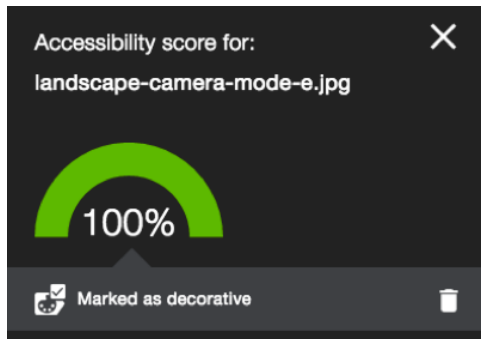 Accessibility score for:
landscape-camera-mode-e.jpg
100%
Marked as decorative